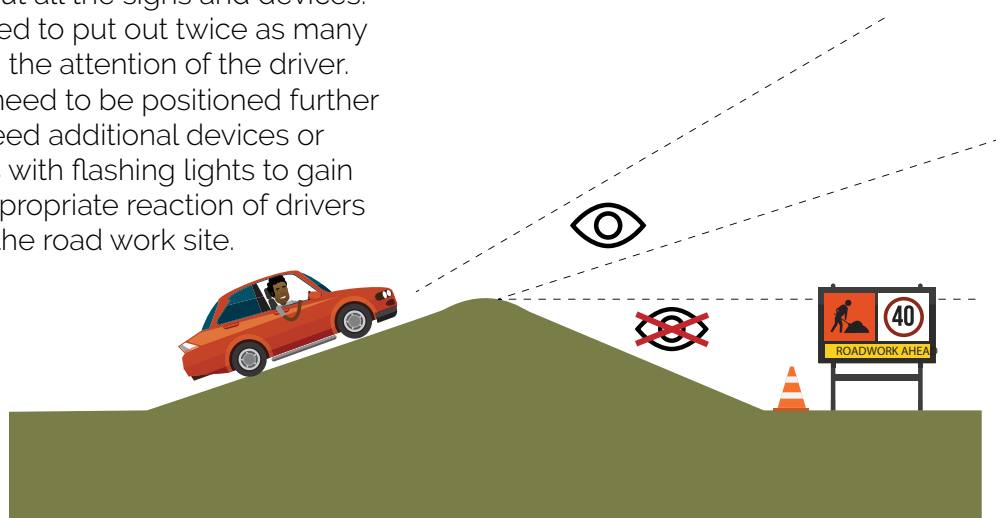 ut all the signs and devices.
ed to put out twice as many
the attention of the driver.
need to be positioned further
eed additional devices or
with flashing lights to gain
propriate reaction of drivers
the road work site.
40
ROADWORK AHEAD